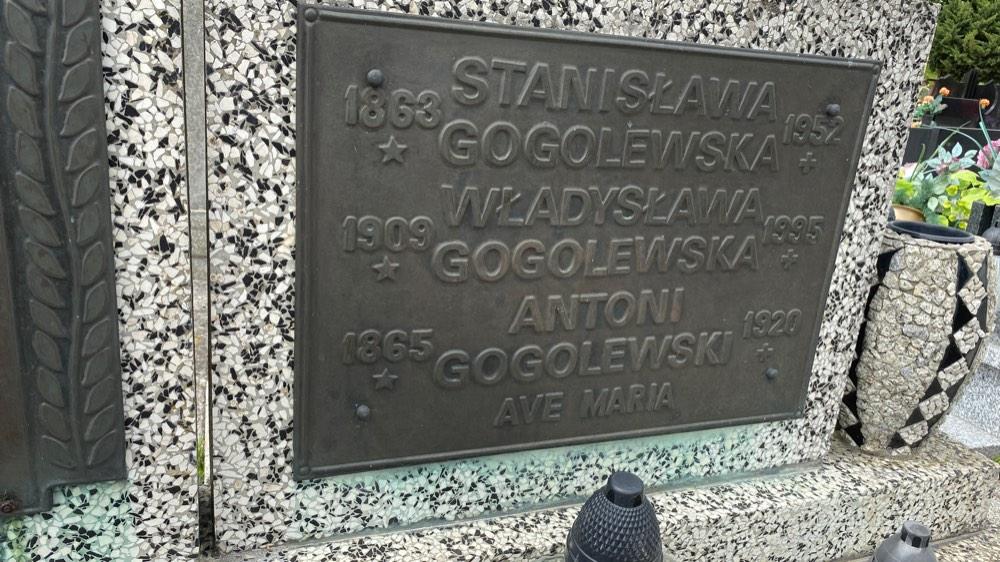 STANISŁAWA
1863 GOGOLEWSKA 1952
WŁADYSŁAWA
1909 GOGOLEWSKA 1995
ANTONI
1865 GOGOLEWSKI 1920
AVE MARIA